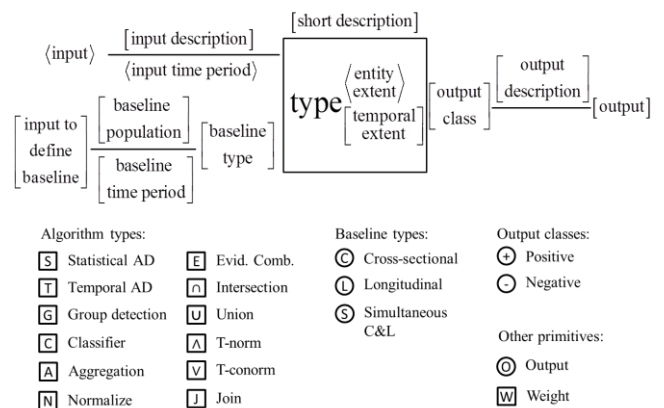 [short description]
⟨input⟩ [input description]
⟨input time period⟩
type ⟨entity extent⟩
[temporal extent]
[output class]
[output description]
[output]
[input to define baseline]
[baseline population]
[baseline time period]
[baseline type]
Algorithm types:
S Statistical AD
T Temporal AD
G Group detection
C Classifier
A Aggregation
N Normalize
E Evid. Comb.
∩ Intersection
U Union
Λ T-norm
V T-conorm
J Join
Baseline types:
C Cross-sectional
L Longitudinal
S Simultaneous
C&L
Output classes:
+ Positive
- Negative
Other primitives:
O Output
W Weight